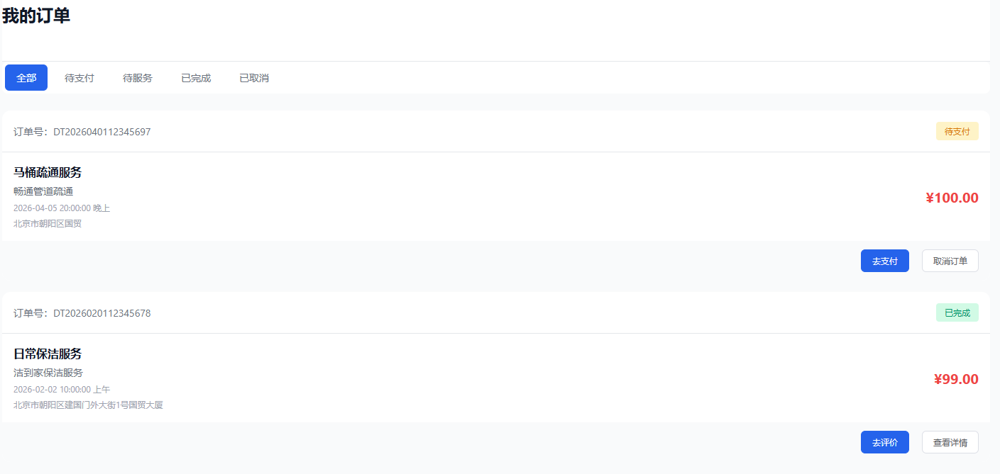 我的订单
全部 待支付 待服务 已完成 已取消
订单号：DT2026040112345697 待支付
马桶疏通服务
畅通管道疏通
¥100.00
2026-04-05 20:00:00 晚上
北京市朝阳区国贸
去支付 取消订单
订单号：DT2026020112345678 已完成
日常保洁服务
洁到家保洁服务
¥99.00
2026-02-02 10:00:00 上午
北京市朝阳区建国门外大街1号国贸大厦
去评价 查看详情